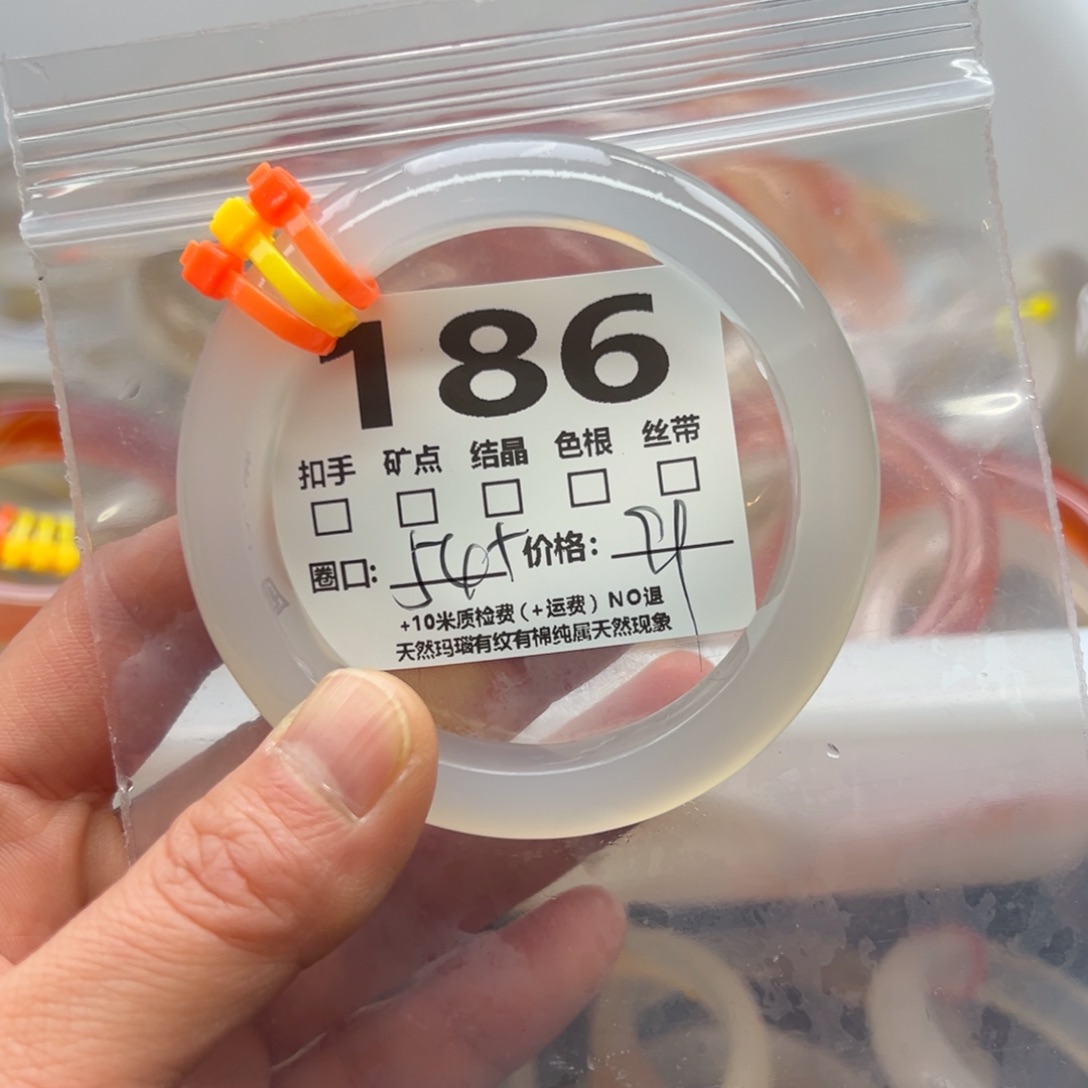 186
扣手 矿点 结晶 色根 丝带
圈口: 56+ 价格:
+10米质检费(+运费) NO退
天然玛瑙有纹有棉纯属天然现象